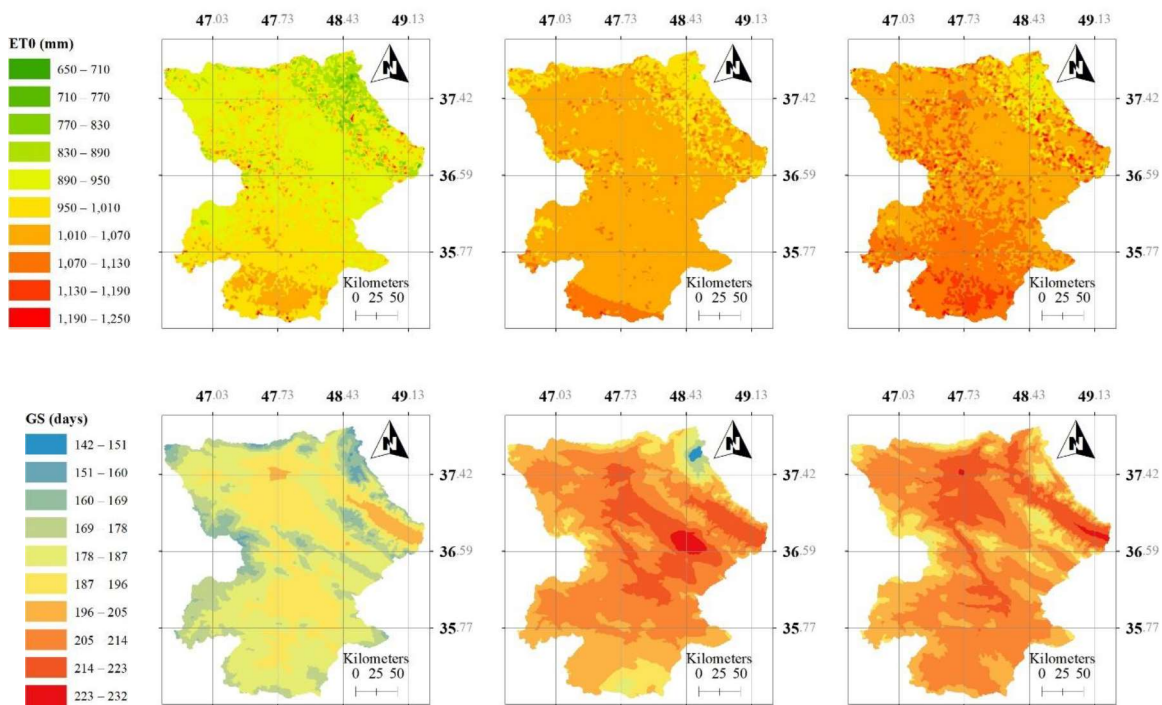 47.03 47.73 48.43 49.13 47.03 47.73 48.43 49.13 47.03 47.73 48.43 49.13
ET0 (mm)
650 – 710
710 – 770
770 – 830
830 – 890
890 – 950
950 – 1,010
1,010 – 1,070
1,070 – 1,130
1,130 – 1,190
1,190 – 1,250
N
37.42
36.59
35.77
Kilometers
0 25 50
N
37.42
36.59
35.77
Kilometers
0 25 50
N
37.42
36.59
35.77
Kilometers
0 25 50
47.03 47.73 48.43 49.13 47.03 47.73 48.43 49.13 47.03 47.73 48.43 49.13
GS (days)
142 – 151
151 – 160
160 – 169
169 – 178
178 – 187
187 196
196 – 205
205 214
214 – 223
223 – 232
N
37.42
36.59
35.77
Kilometers
0 25 50
N
37.42
36.59
35.77
Kilometers
0 25 50
N
37.42
36.59
35.77
Kilometers
0 25 50